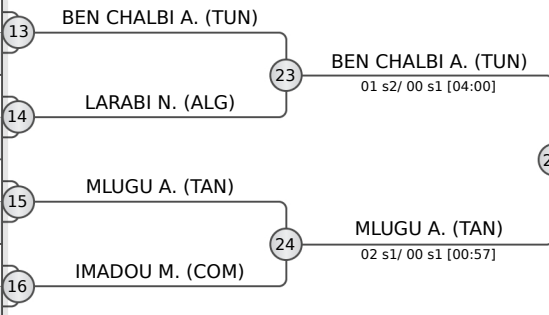 BEN CHALBI A. (TUN)
13
23
BEN CHALBI A. (TUN)
01 s2/ 00 s1 [04:00]
LARABI N. (ALG)
14
MLUGU A. (TAN)
15
24
MLUGU A. (TAN)
02 s1/ 00 s1 [00:57]
IMADOU M. (COM)
16